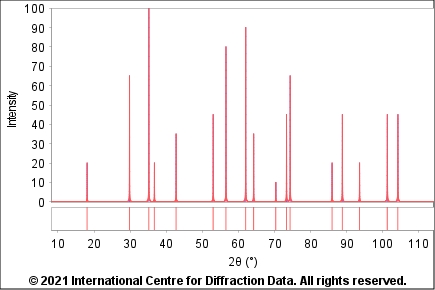 100
90
80
70
60
50
40
30
20
10
0
Intensity
10 20 30 40 50 60 70 80 90 100 110
2θ (°)
© 2021 International Centre for Diffraction Data. All rights reserved.